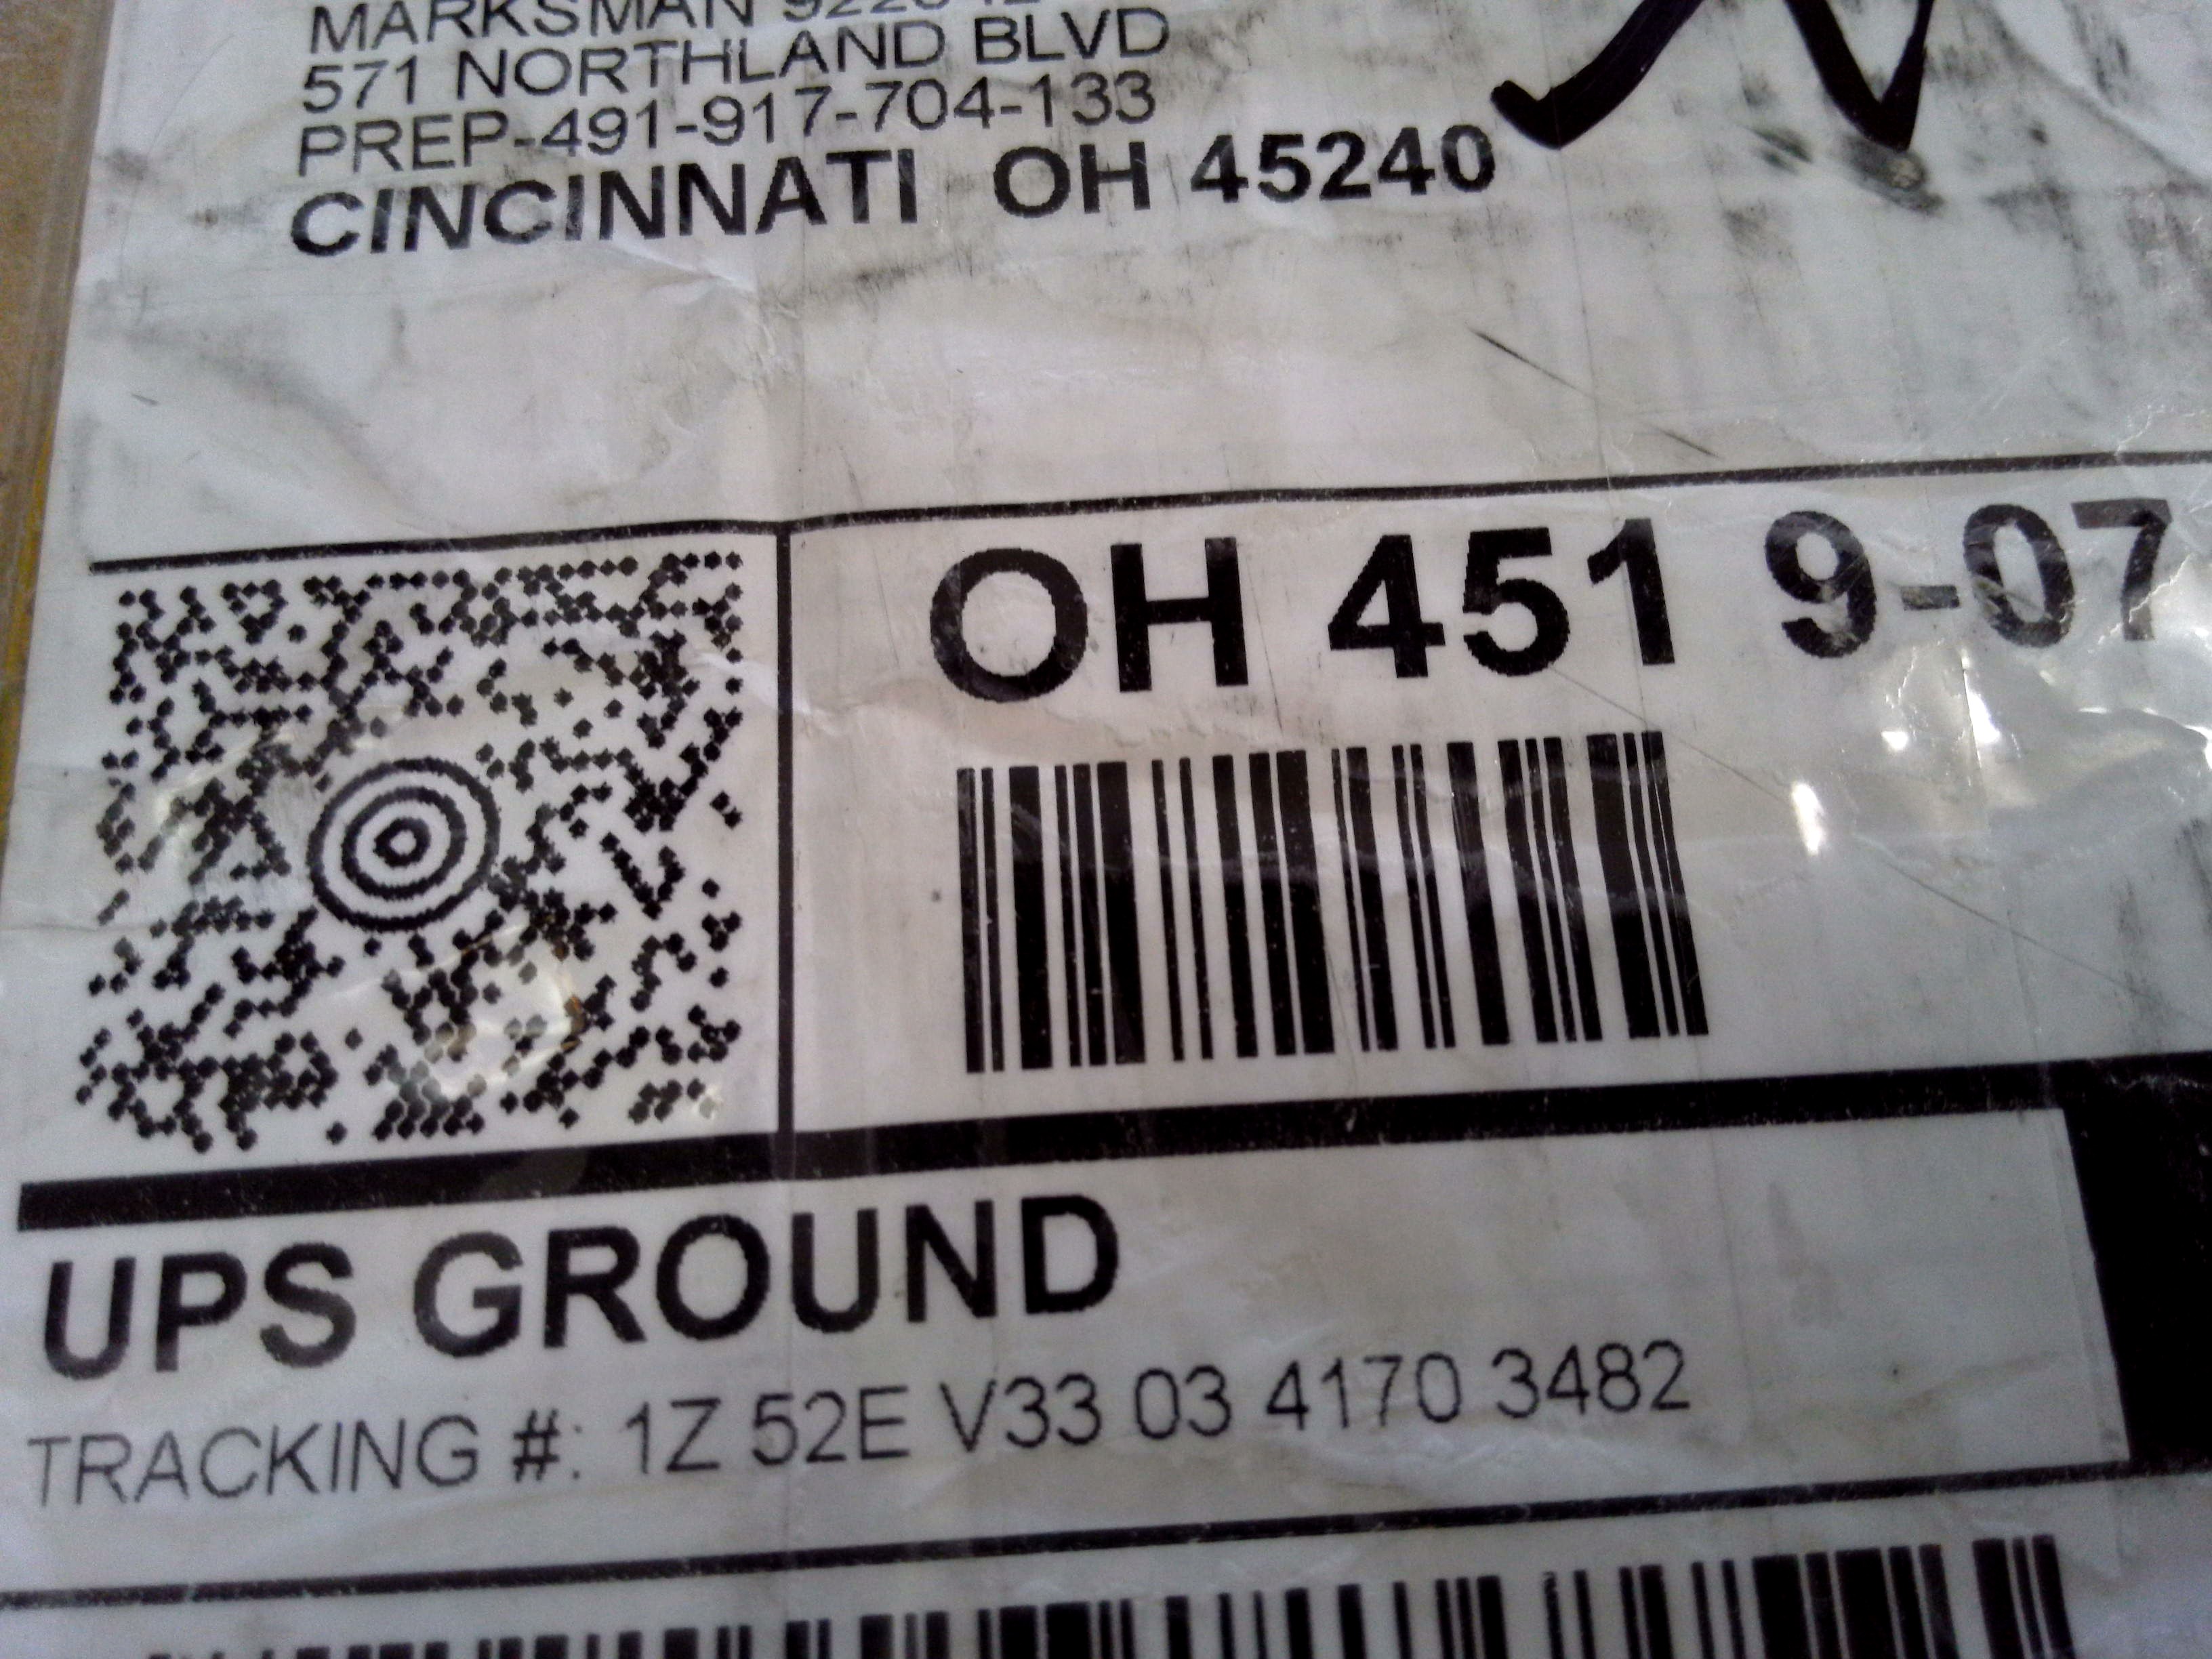 MARKSMAN
571 NORTHLAND BLVD
PREP-491-917-704-133
CINCINNATI OH 45240
OH 451 9-07
UPS GROUND
TRACKING #: 1Z 52E V33 03 4170 3482